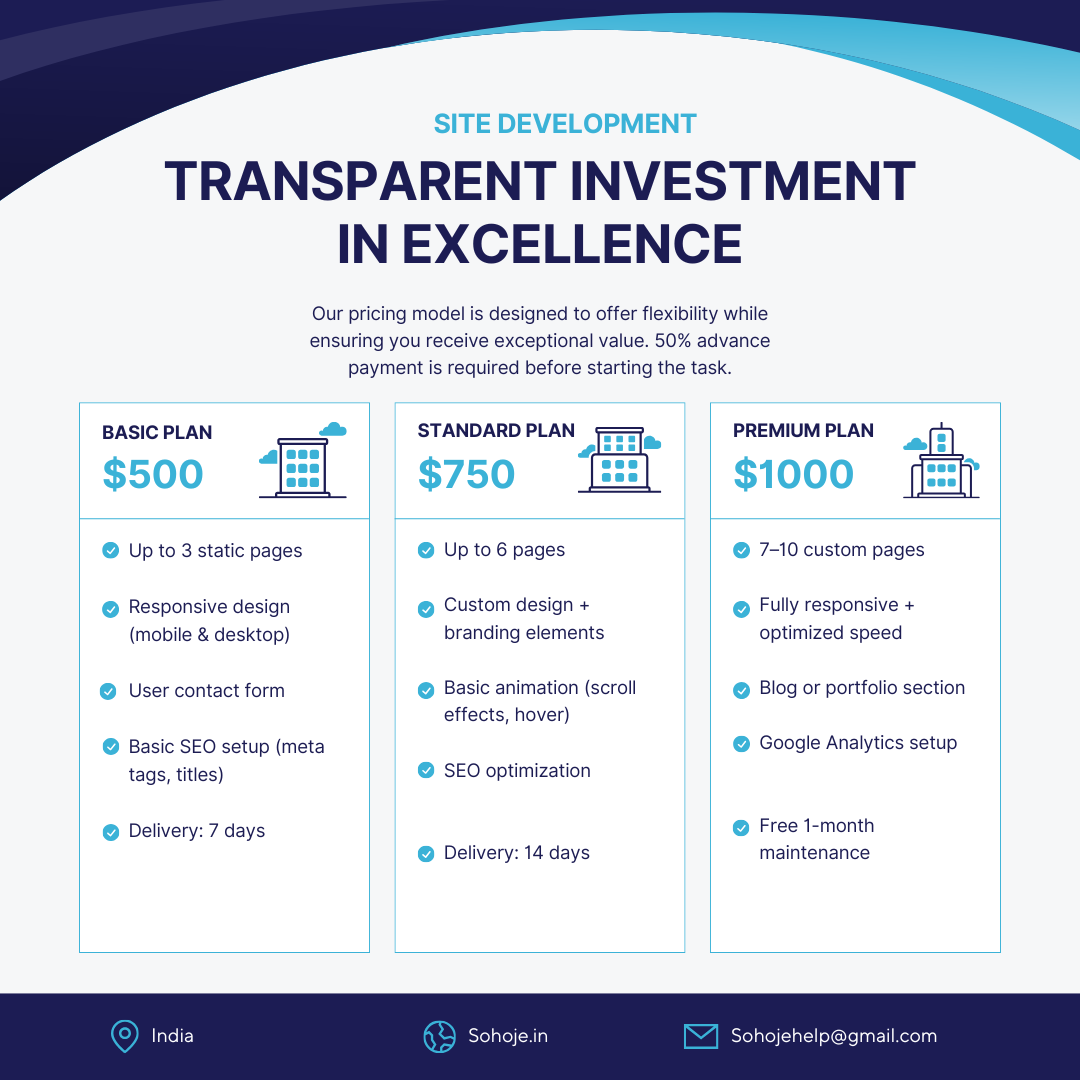 SITE DEVELOPMENT
TRANSPARENT INVESTMENT
IN EXCELLENCE
Our pricing model is designed to offer flexibility while
ensuring you receive exceptional value. 50% advance
payment is required before starting the task.
BASIC PLAN
$500
Up to 3 static pages
Responsive design
(mobile & desktop)
User contact form
Basic SEO setup (meta
tags, titles)
Delivery: 7 days
STANDARD PLAN
$750
Up to 6 pages
Custom design +
branding elements
Basic animation (scroll
effects, hover)
SEO optimization
Delivery: 14 days
PREMIUM PLAN
$1000
7–10 custom pages
Fully responsive +
optimized speed
Blog or portfolio section
Google Analytics setup
Free 1-month
maintenance
India
Sohoje.in
Sohojehelp@gmail.com